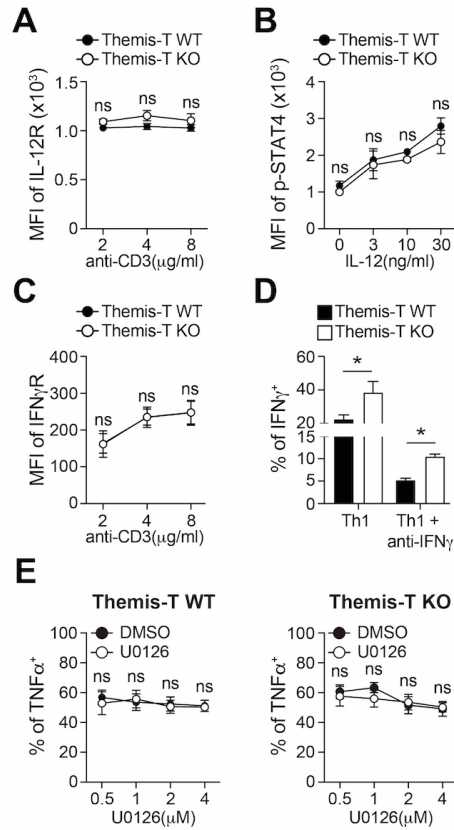 A
Themis-T WT
Themis-T KO
MFI of IL-12R (x10³)
1.5
1.0
0.5
0
ns ns ns
2 4 8
anti-CD3(μg/ml)
B
Themis-T WT
Themis-T KO
MFI of p-STAT4 (x10³)
4
3
2
1
ns ns ns ns
0 3 10 30
IL-12(ng/ml)
C
Themis-T WT
Themis-T KO
MFI of IFNγR
400
300
200
100
0
ns ns ns
2 4 8
anti-CD3(μg/ml)
D
Themis-T WT
Themis-T KO
% of IFNγ⁺
60
40
20
15
10
5
0
*
*
Th1 Th1 +
anti-IFNγ
E
Themis-T WT
DMSO
U0126
% of TNFα⁺
100
80
60
40
20
0
ns ns ns ns
0.5 1 2 4
U0126(μM)
Themis-T KO
DMSO
U0126
% of TNFα⁺
100
80
60
40
20
0
ns ns ns ns
0.5 1 2 4
U0126(μM)